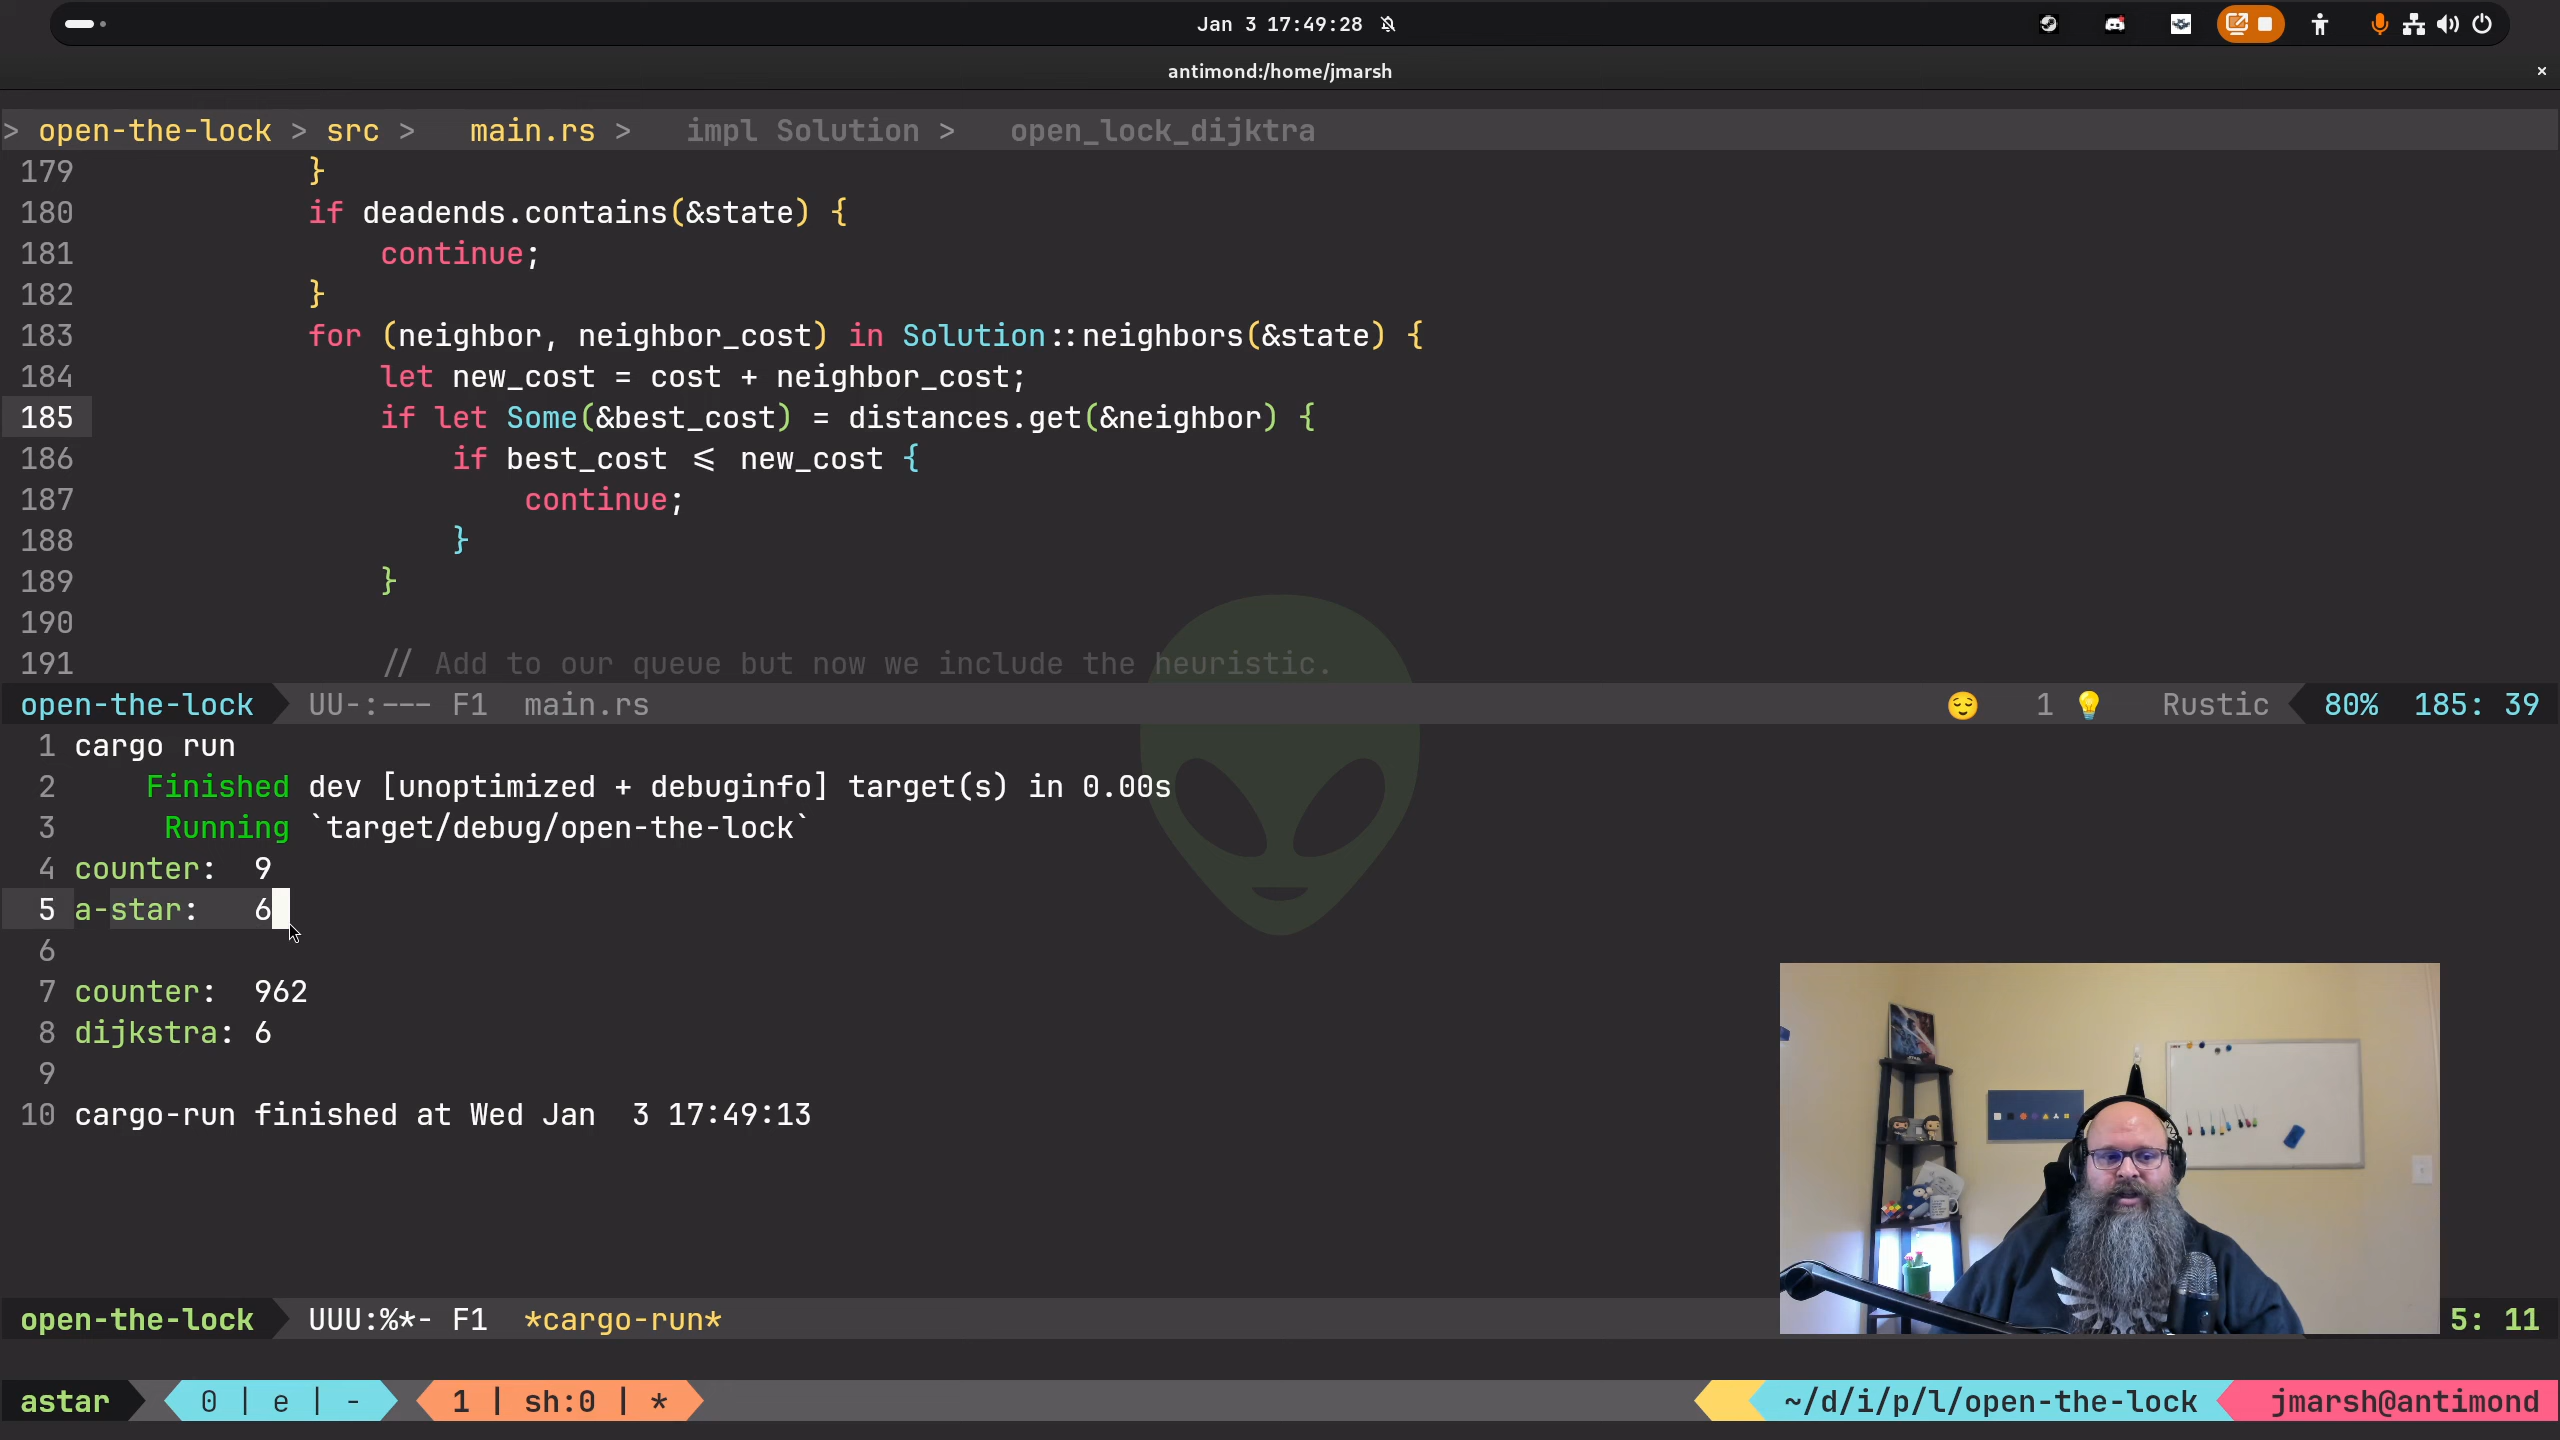 Jan 3 17:49:28
antimond:/home/jmarsh
> open-the-lock > src > main.rs > impl Solution > open_lock_dijktra
179 }
180 if deadends.contains(&state) {
181 continue;
182 }
183 for (neighbor, neighbor_cost) in Solution::neighbors(&state) {
184 let new_cost = cost + neighbor_cost;
185 if let Some(&best_cost) = distances.get(&neighbor) {
186 if best_cost <= new_cost {
187 continue;
188 }
189 }
190
191 // Add to our queue but now we include the heuristic.
open-the-lock UU-:--- F1 main.rs 1 Rustic 80% 185: 39
1 cargo run
2 Finished dev [unoptimized + debuginfo] target(s) in 0.00s
3 Running `target/debug/open-the-lock`
4 counter: 9
5 a-star: 6
6
7 counter: 962
8 dijkstra: 6
9
10 cargo-run finished at Wed Jan 3 17:49:13
open-the-lock UUU:%*- F1 *cargo-run* 5: 11
astar 0 | e | - 1 | sh:0 | * ~/d/i/p/l/open-the-lock jmarsh@antimond